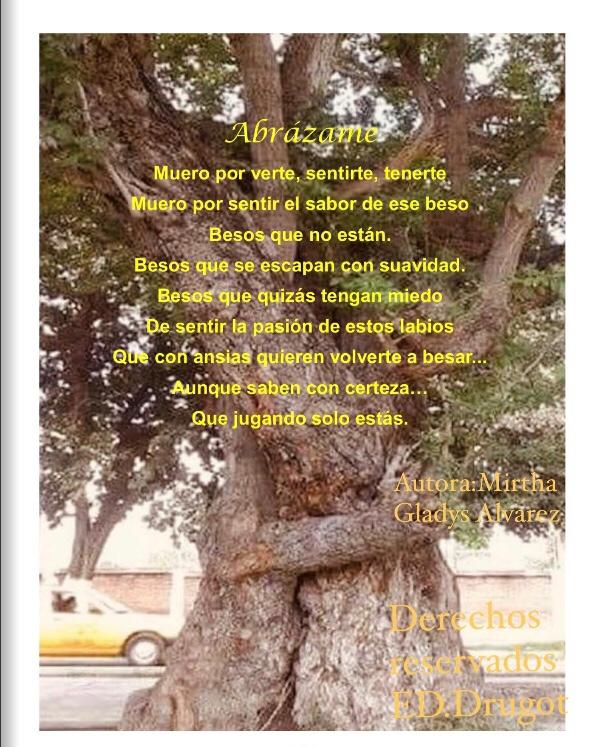 Abrázame
Muero por verte, sentirte, tenerte
Muero por sentir el sabor de ese beso
Besos que no están.
Besos que se escapan con suavidad.
Besos que quizás tengan miedo
De sentir la pasión de estos labios
Que con ansias quieren volverte a besar...
Aunque saben con certeza…
Que jugando solo estás.
Autora:Mirtha
Gladys Alvarez
Derechos
reservados
ED.Drugot